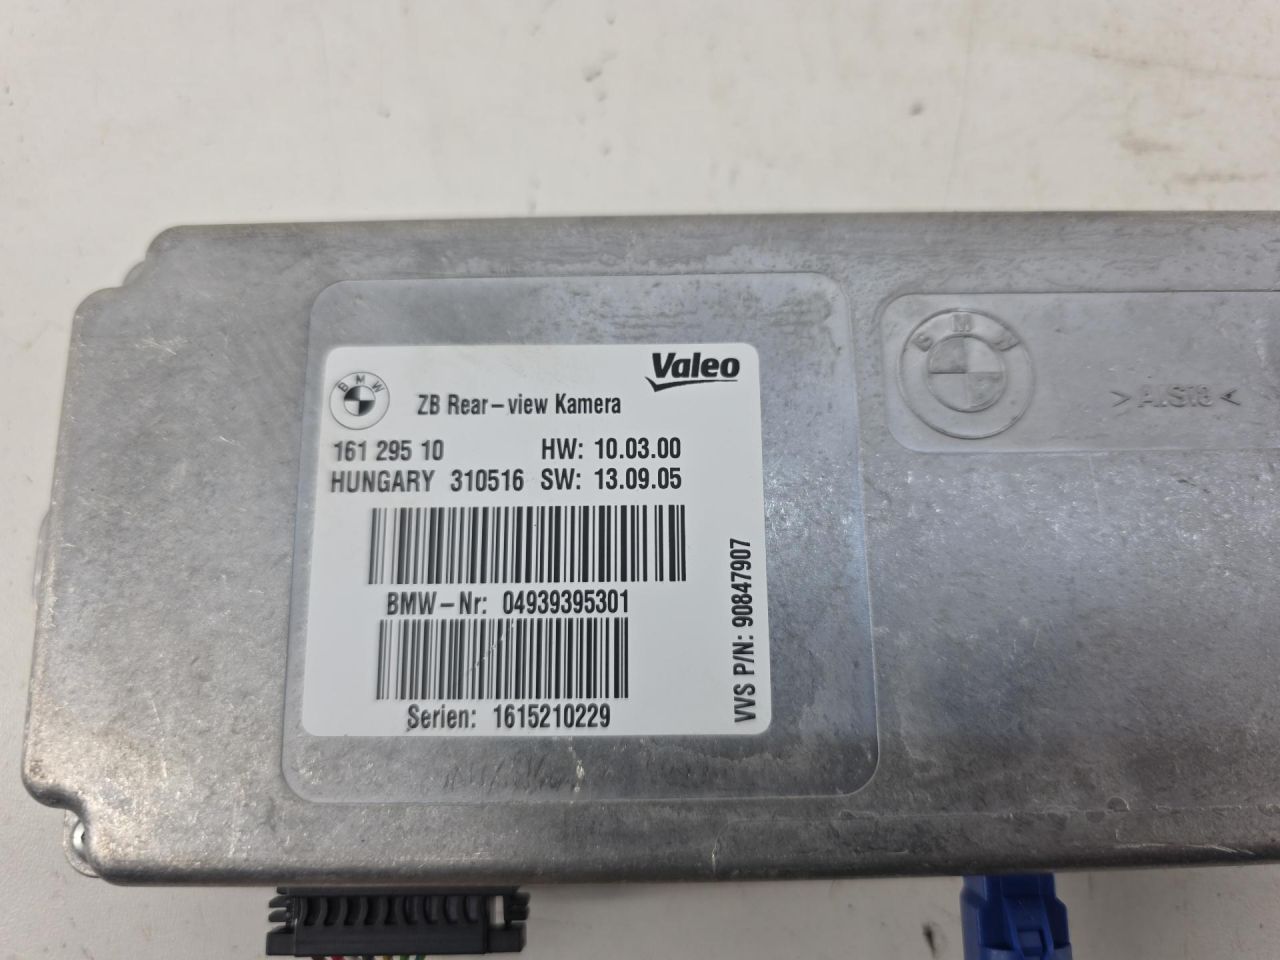 Valeo
BMW
ZB Rear-view Kamera
161 295 10 HW: 10.03.00
HUNGARY 310516 SW: 13.09.05
BMW-Nr: 04939395301
Serien: 1615210229
VVS P/N: 90847907
BMW